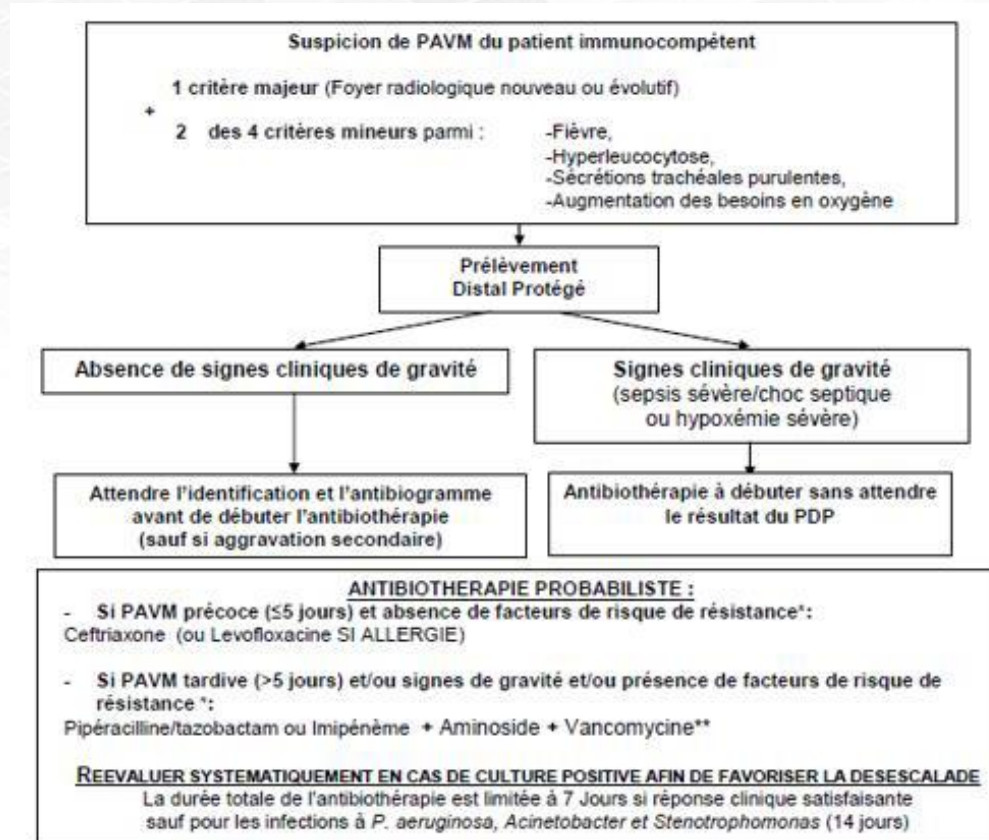 Suspicion de PAVM du patient immunocompétent
1 critère majeur (Foyer radiologique nouveau ou évolutif)
+
2 des 4 critères mineurs parmi : -Fièvre,
-Hyperleucocytose,
-Sécrétions trachéales purulentes,
-Augmentation des besoins en oxygène
Prélèvement
Distal Protégé
Absence de signes cliniques de gravité
Signes cliniques de gravité
(sepsis sévère/choc septique
ou hypoxémie sévère)
Attendre l'identification et l'antibiogramme
avant de débuter l'antibiothérapie
(sauf si aggravation secondaire)
Antibiothérapie à débuter sans attendre
le résultat du PDP
ANTIBIOTHERAPIE PROBABILISTE :
- Si PAVM précoce (≤5 jours) et absence de facteurs de risque de résistance*:
Ceftriaxone (ou Levofloxacine SI ALLERGIE)
- Si PAVM tardive (>5 jours) et/ou signes de gravité et/ou présence de facteurs de risque de
résistance *:
Pipéracilline/tazobactam ou Imipénème + Aminoside + Vancomycine**
REEVALUER SYSTEMATIQUEMENT EN CAS DE CULTURE POSITIVE AFIN DE FAVORISER LA DESESCALADE
La durée totale de l'antibiothérapie est limitée à 7 Jours si réponse clinique satisfaisante
sauf pour les infections à P. aeruginosa, Acinetobacter et Stenotrophomonas (14 jours)